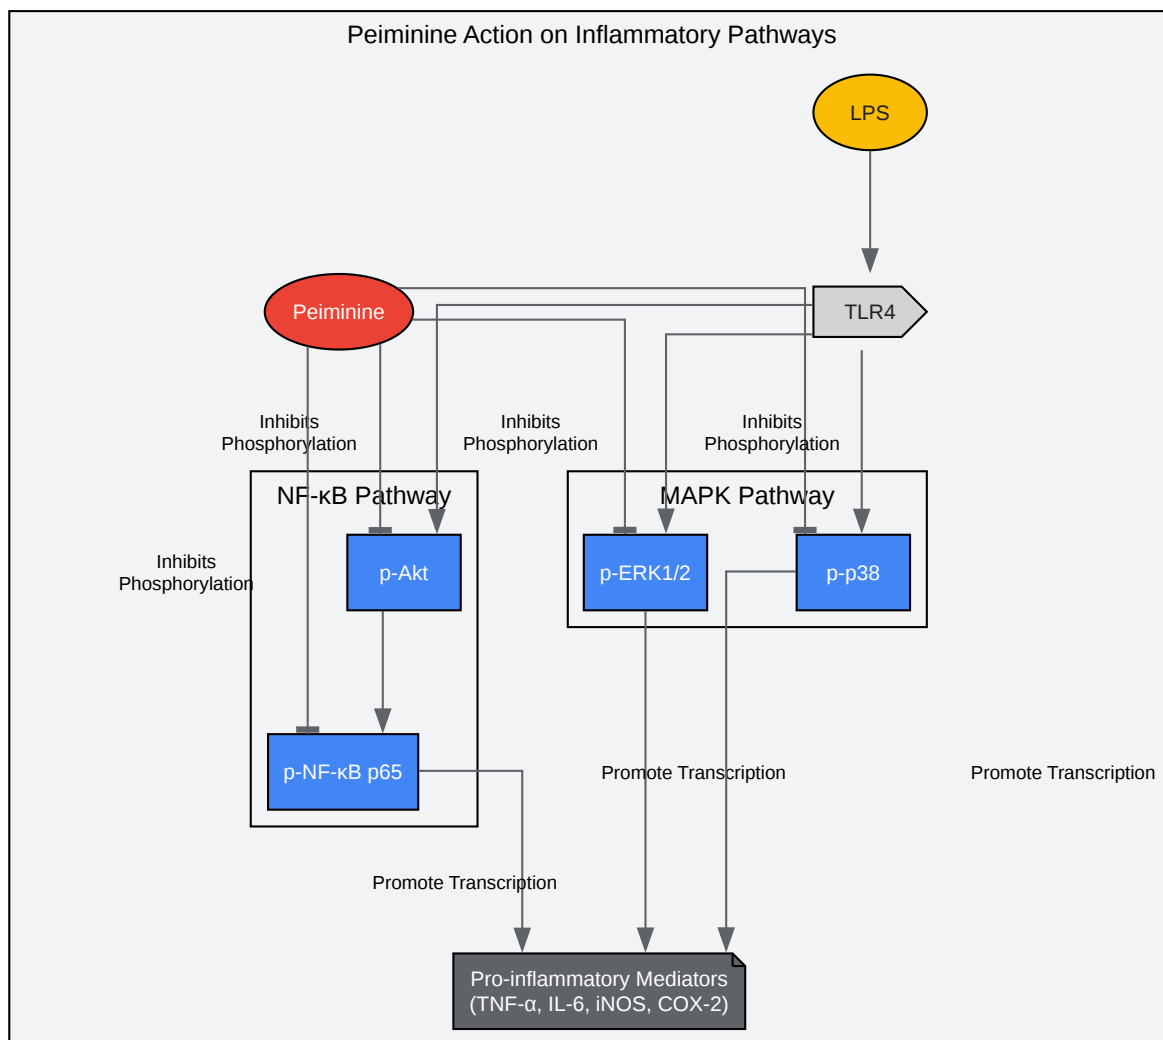 Peiminine Action on Inflammatory Pathways
LPS
Peiminine
TLR4
Inhibits
Phosphorylation
Inhibits
Phosphorylation
Inhibits
Phosphorylation
NF-κB Pathway
MAPK Pathway
Inhibits
Phosphorylation
p-Akt
p-ERK1/2
p-p38
p-NF-κB p65
Promote Transcription
Promote Transcription
Promote Transcription
Pro-inflammatory Mediators
(TNF-α, IL-6, iNOS, COX-2)